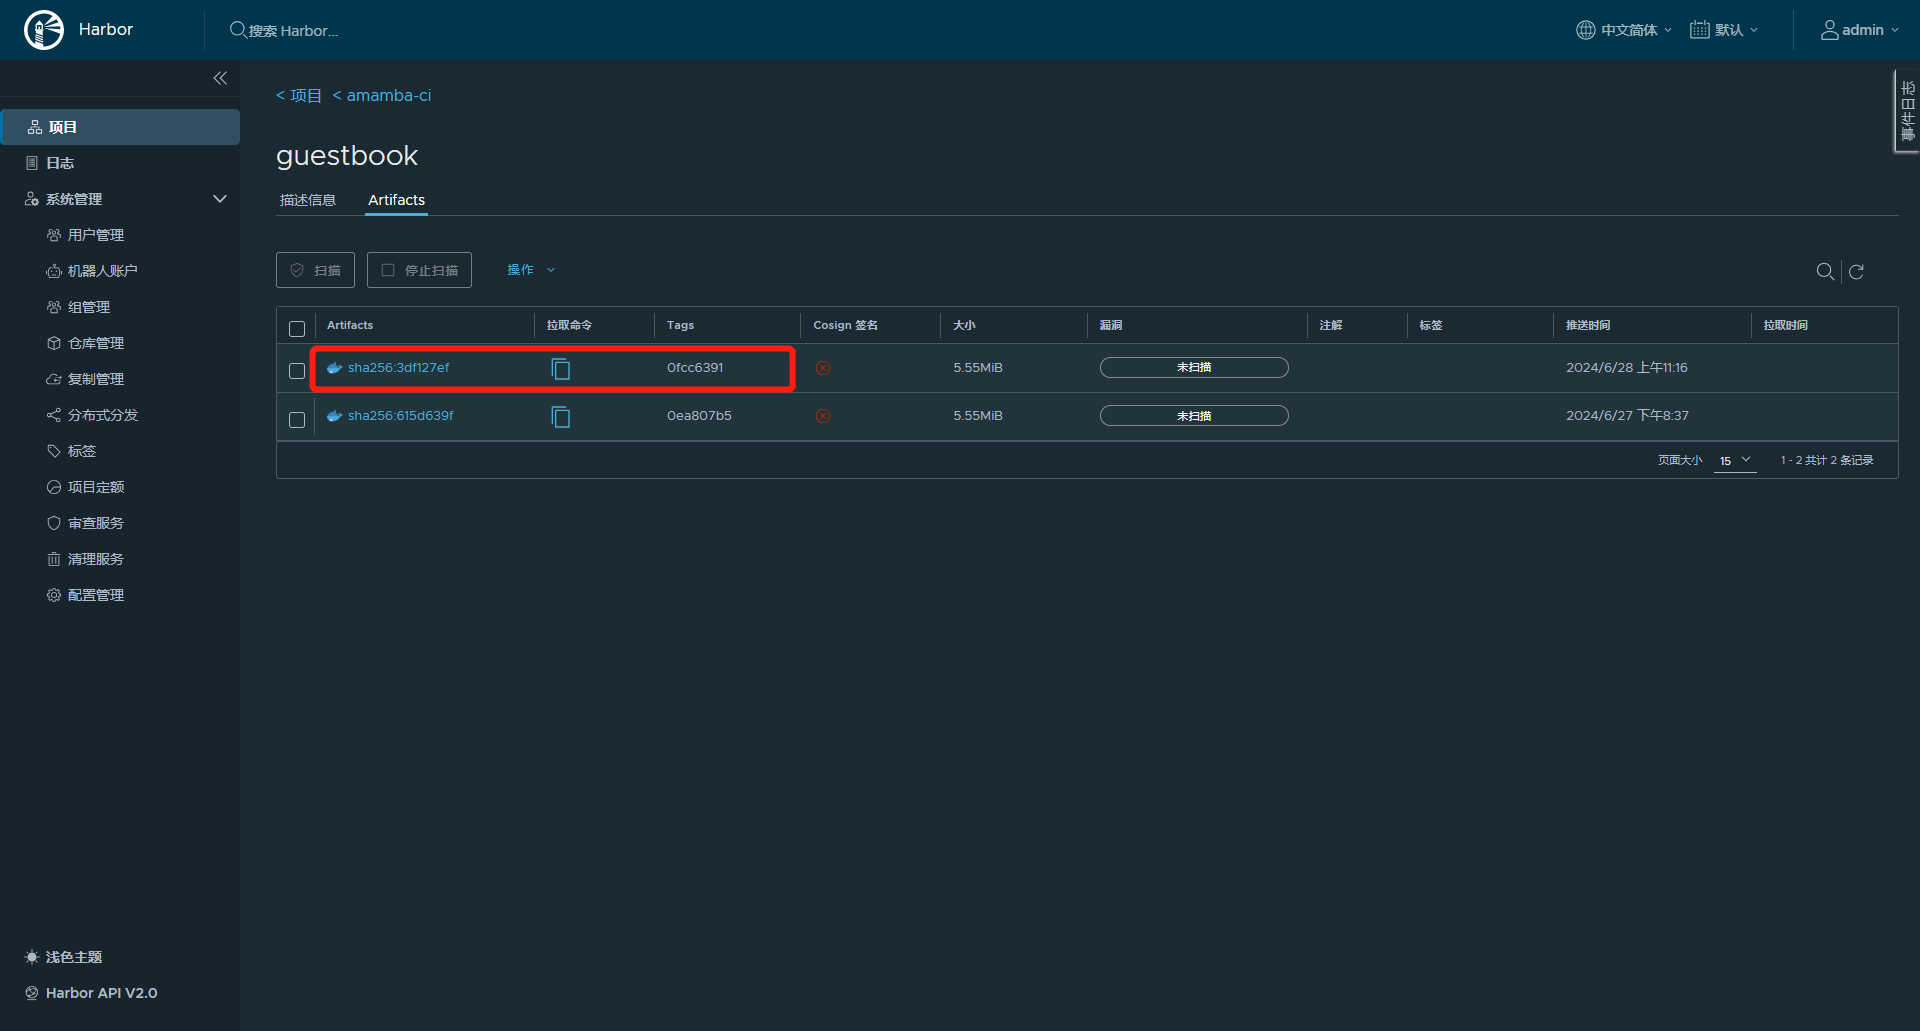 Harbor
搜索 Harbor...
中文简体
默认
admin
事件日志
项目
日志
系统管理
用户管理
机器人账户
组管理
仓库管理
复制管理
分布式分发
标签
项目定额
审查服务
清理服务
配置管理
浅色主题
Harbor API V2.0
< 项目 < amamba-ci
guestbook
描述信息 Artifacts
扫描 停止扫描 操作
Artifacts 拉取命令 Tags Cosign 签名 大小 漏洞 注解 标签 推送时间 拉取时间
sha256:3df127ef 0fcc6391 5.55MiB 未扫描 2024/6/28 上午11:16
sha256:615d639f 0ea807b5 5.55MiB 未扫描 2024/6/27 下午8:37
页面大小 15 1 - 2 共计 2 条记录